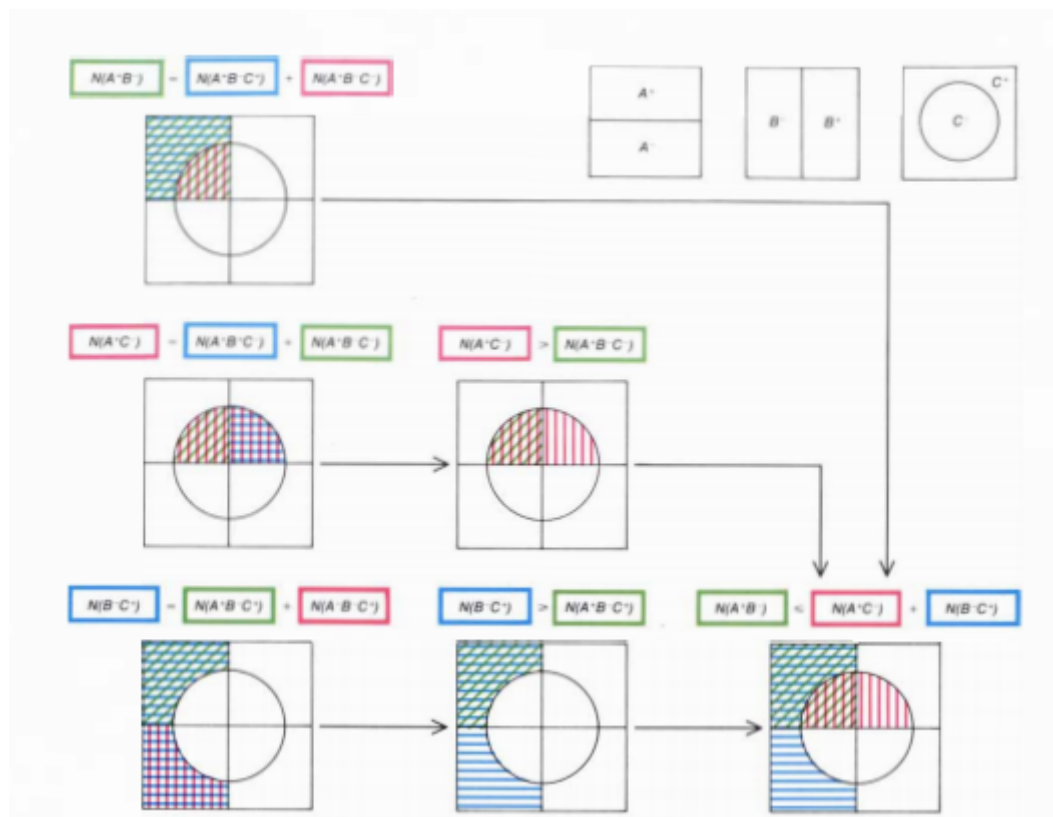 N(A⁺B⁻) = N(A⁺B⁻C⁺) + N(A⁺B⁻C⁻)
A⁺
A⁻
B⁻ B⁺
C⁺
C⁻
N(A⁺C⁻) = N(A⁺B⁺C⁻) + N(A⁺B⁻C⁻)
N(A⁺C⁻) > N(A⁺B⁻C⁻)
N(B⁻C⁺) = N(A⁺B⁻C⁺) + N(A⁻B⁻C⁺)
N(B⁻C⁺) > N(A⁺B⁻C⁺)
N(A⁺B⁻) ≤ N(A⁺C⁻) + N(B⁻C⁺)